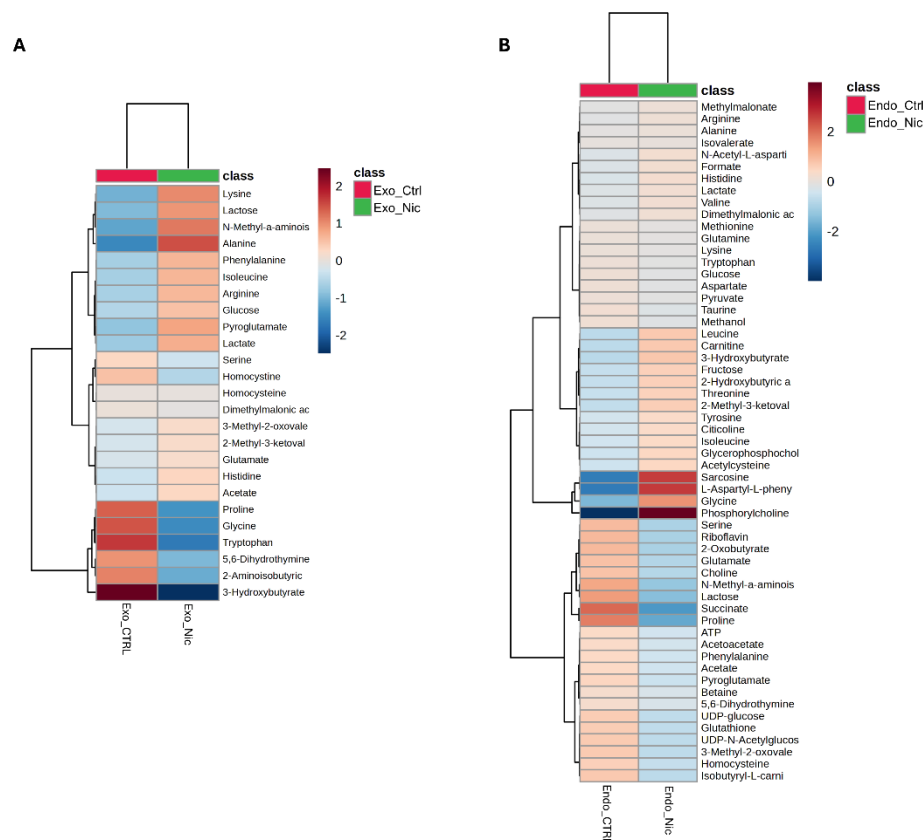 A
class
Lysine
Lactose
N-Methyl-a-aminois
Alanine
Phenylalanine
Isoleucine
Arginine
Glucose
Pyroglutamate
Lactate
Serine
Homocystine
Homocysteine
Dimethylmalonic ac
3-Methyl-2-oxovale
2-Methyl-3-ketoval
Glutamate
Histidine
Acetate
Proline
Glycine
Tryptophan
5,6-Dihydrothymine
2-Aminoisobutyric
3-Hydroxybutyrate
Exo_CTRL
Exo_Nic
2
1
0
-1
-2
class
Exo_Ctrl
Exo_Nic
B
class
Methylmalonate
Arginine
Alanine
Isovalerate
N-Acetyl-L-asparti
Formate
Histidine
Lactate
Valine
Dimethylmalonic ac
Methionine
Glutamine
Lysine
Tryptophan
Glucose
Aspartate
Pyruvate
Taurine
Methanol
Leucine
Carnitine
3-Hydroxybutyrate
Fructose
2-Hydroxybutyric a
Threonine
2-Methyl-3-ketoval
Tyrosine
Citicoline
Isoleucine
Glycerophosphochol
Acetylcysteine
Sarcosine
L-Aspartyl-L-pheny
Glycine
Phosphorylcholine
Serine
Riboflavin
2-Oxobutyrate
Glutamate
Choline
N-Methyl-a-aminois
Lactose
Succinate
Proline
ATP
Acetoacetate
Phenylalanine
Acetate
Pyroglutamate
Betaine
5,6-Dihydrothymine
UDP-glucose
Glutathione
UDP-N-Acetylglucos
3-Methyl-2-oxovale
Homocysteine
Isobutyryl-L-carni
Endo_CTRL
Endo_Nic
2
0
-2
class
Endo_Ctrl
Endo_Nic